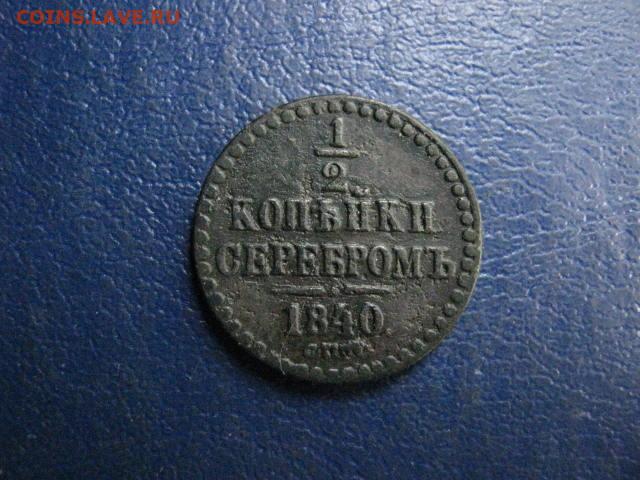 COINS.LAVE.RU
1
2
КОПѢЙКИ
СЕРЕБРОМЪ
1840.